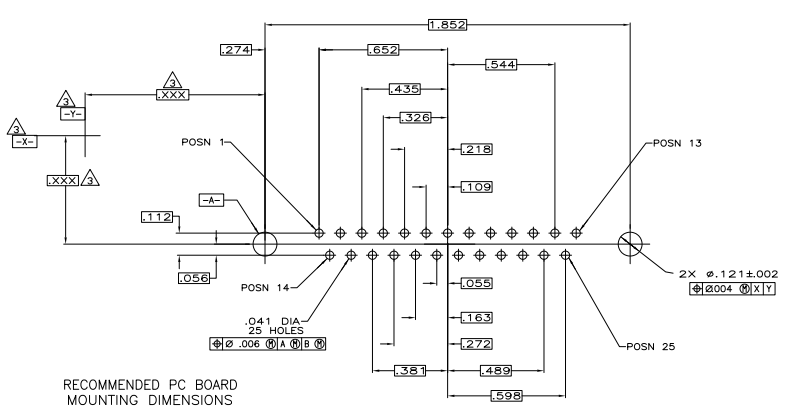 1.852
.274
.652
.544
3
.XXX
.435
3
-Y-
.326
3
-X-
POSN 1
.218
POSN 13
.XXX 3
.109
-A-
.112
.056
POSN 14
.055
2X ⌀.121±.002
⌖ ⌀.004 Ⓜ X Y
.041 DIA
25 HOLES
⌖ ⌀ .006 Ⓜ A Ⓜ B Ⓜ
.163
.272
POSN 25
.381
.489
.598
RECOMMENDED PC BOARD
MOUNTING DIMENSIONS